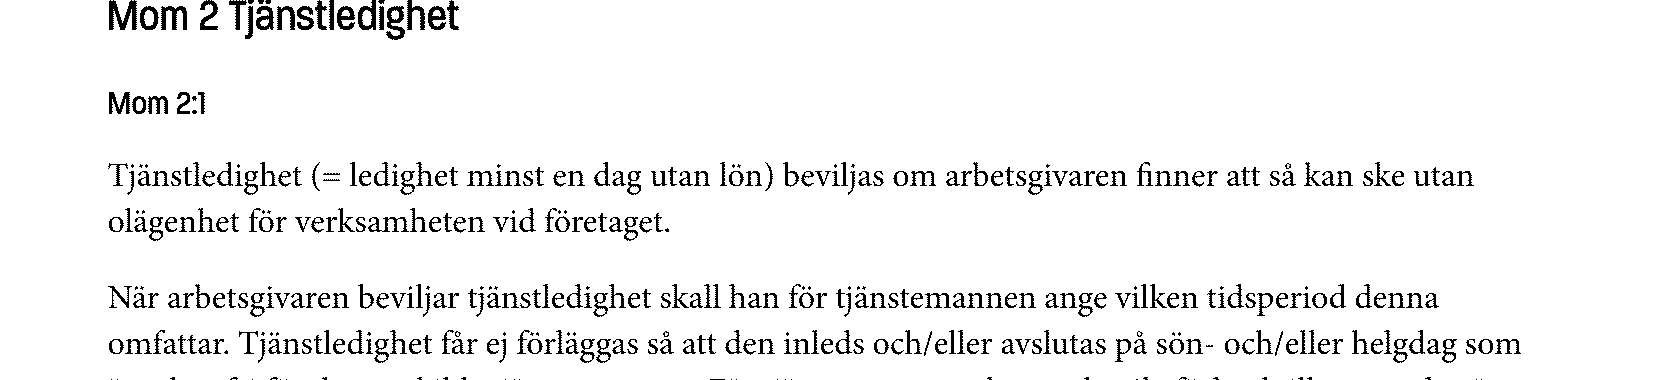 Mom 2 Tjänstledighet
Mom 2:1
Tjänstledighet (= ledighet minst en dag utan lön) beviljas om arbetsgivaren finner att så kan ske utan
olägenhet för verksamheten vid företaget.
När arbetsgivaren beviljar tjänstledighet skall han för tjänstemannen ange vilken tidsperiod denna
omfattar. Tjänstledighet får ej förläggas så att den inleds och/eller avslutas på sön- och/eller helgdag som